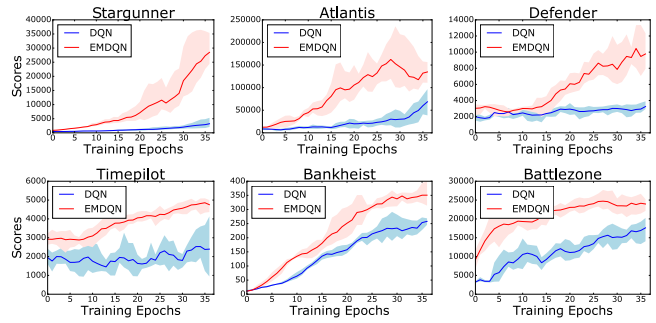 Stargunner
40000
35000
30000
25000
20000
15000
10000
5000
0
Scores
DQN
EMDQN
0 5 10 15 20 25 30 35
Training Epochs
Atlantis
250000
200000
150000
100000
50000
0
DQN
EMDQN
0 5 10 15 20 25 30 35
Training Epochs
Defender
14000
12000
10000
8000
6000
4000
2000
0
DQN
EMDQN
0 5 10 15 20 25 30 35
Training Epochs
Timepilot
6000
5000
4000
3000
2000
1000
0
Scores
DQN
EMDQN
0 5 10 15 20 25 30 35
Training Epochs
Bankheist
400
350
300
250
200
150
100
50
0
DQN
EMDQN
0 5 10 15 20 25 30 35
Training Epochs
Battlezone
30000
25000
20000
15000
10000
5000
0
DQN
EMDQN
0 5 10 15 20 25 30 35
Training Epochs